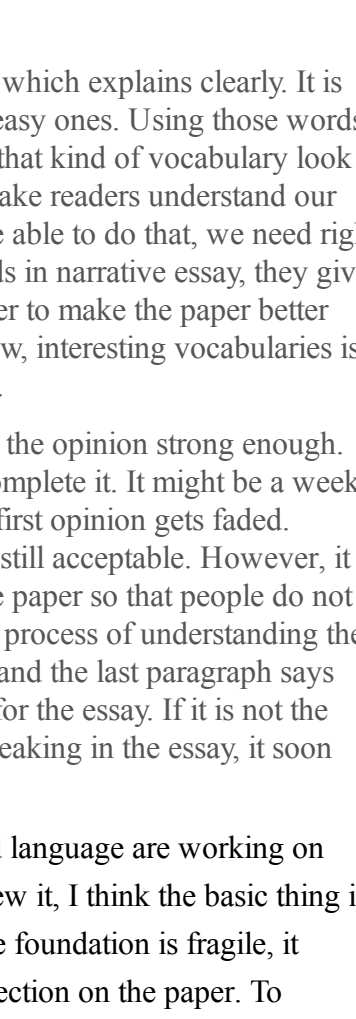 which explains clearly. It is
easy ones. Using those words
that kind of vocabulary look
ake readers understand our
e able to do that, we need rig
ds in narrative essay, they giv
er to make the paper better
w, interesting vocabularies is
.
the opinion strong enough.
omplete it. It might be a week
first opinion gets faded.
still acceptable. However, it
e paper so that people do not
process of understanding the
and the last paragraph says
for the essay. If it is not the
eaking in the essay, it soon
language are working on
ew it, I think the basic thing i
e foundation is fragile, it
ection on the paper. To